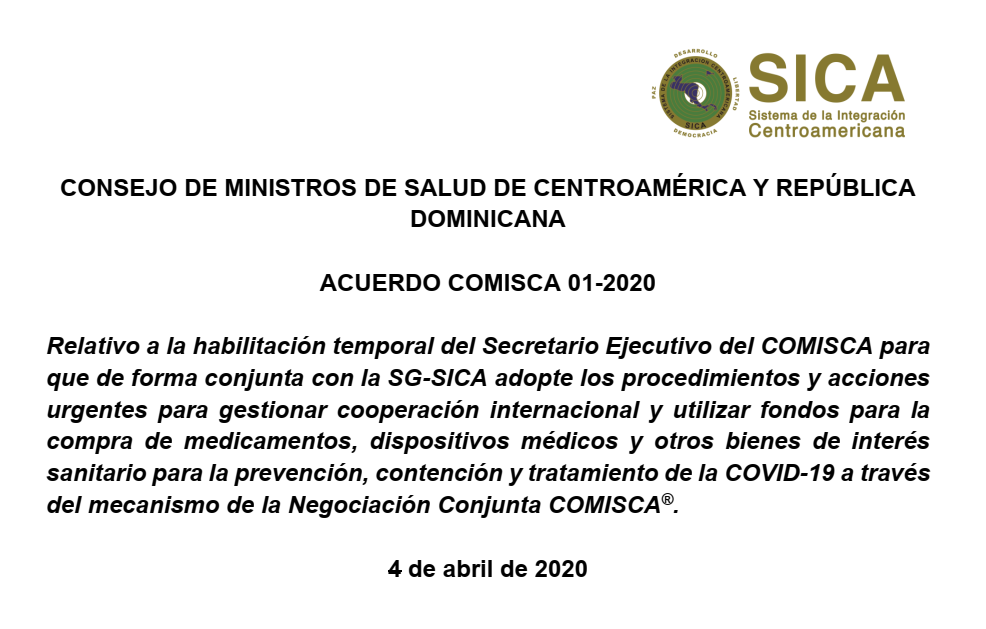 DESARROLLO
PAZ
LIBERTAD
SISTEMA DE LA INTEGRACIÓN CENTROAMERICANA
SICA
DEMOCRACIA
SICA
Sistema de la Integración
Centroamericana
CONSEJO DE MINISTROS DE SALUD DE CENTROAMÉRICA Y REPÚBLICA
DOMINICANA
ACUERDO COMISCA 01-2020
Relativo a la habilitación temporal del Secretario Ejecutivo del COMISCA para
que de forma conjunta con la SG-SICA adopte los procedimientos y acciones
urgentes para gestionar cooperación internacional y utilizar fondos para la
compra de medicamentos, dispositivos médicos y otros bienes de interés
sanitario para la prevención, contención y tratamiento de la COVID-19 a través
del mecanismo de la Negociación Conjunta COMISCA®.
4 de abril de 2020